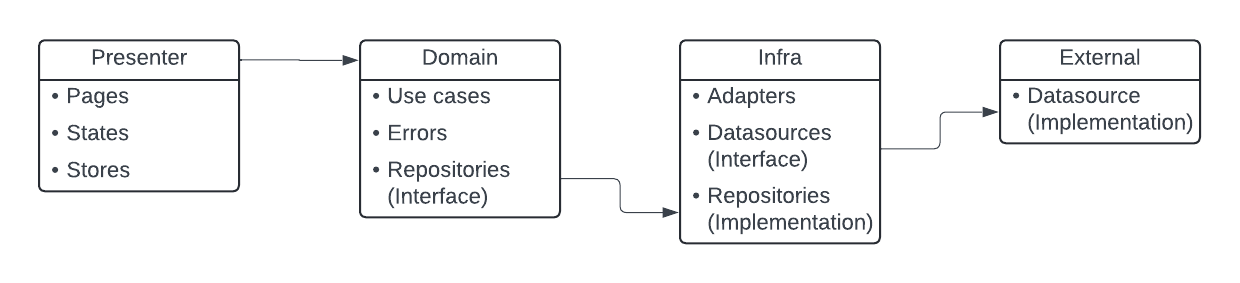 Presenter
• Pages
• States
• Stores
Domain
• Use cases
• Errors
• Repositories
(Interface)
Infra
• Adapters
• Datasources
(Interface)
• Repositories
(Implementation)
External
• Datasource
(Implementation)